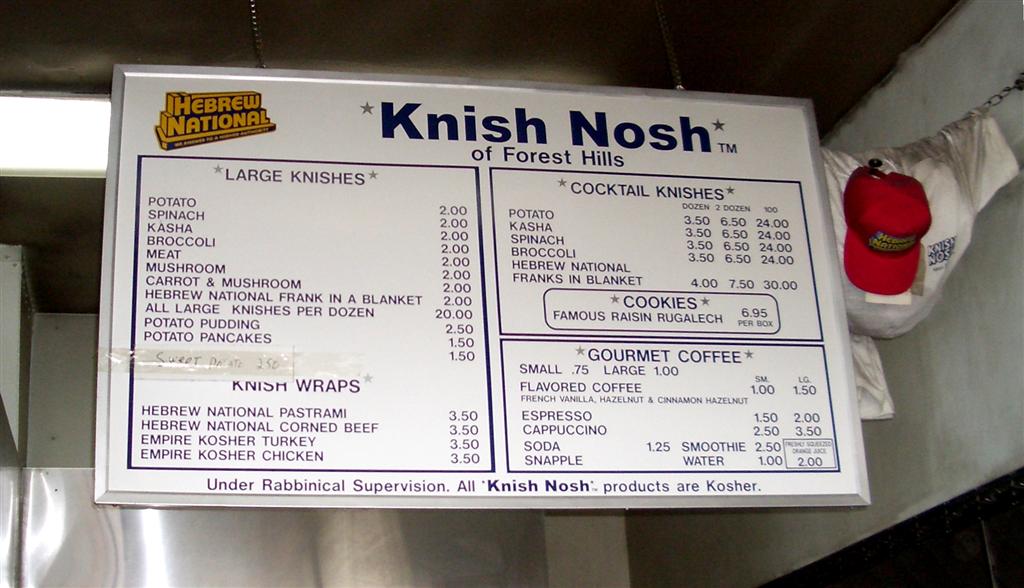 HEBREW
NATIONAL
WE ANSWER TO A HIGHER AUTHORITY
Knish Nosh™
of Forest Hills
LARGE KNISHES
POTATO 2.00
SPINACH 2.00
KASHA 2.00
BROCCOLI 2.00
MEAT 2.00
MUSHROOM 2.00
CARROT & MUSHROOM 2.00
HEBREW NATIONAL FRANK IN A BLANKET 2.00
ALL LARGE KNISHES PER DOZEN 20.00
POTATO PUDDING 2.50
POTATO PANCAKES 1.50
SWEET POTATO 2.50 1.50
KNISH WRAPS
HEBREW NATIONAL PASTRAMI 3.50
HEBREW NATIONAL CORNED BEEF 3.50
EMPIRE KOSHER TURKEY 3.50
EMPIRE KOSHER CHICKEN 3.50
COCKTAIL KNISHES
DOZEN 2 DOZEN 100
POTATO 3.50 6.50 24.00
KASHA 3.50 6.50 24.00
SPINACH 3.50 6.50 24.00
BROCCOLI 3.50 6.50 24.00
HEBREW NATIONAL
FRANKS IN BLANKET 4.00 7.50 30.00
COOKIES
FAMOUS RAISIN RUGALECH 6.95
PER BOX
GOURMET COFFEE
SMALL .75 LARGE 1.00
SM. LG.
FLAVORED COFFEE 1.00 1.50
FRENCH VANILLA, HAZELNUT & CINNAMON HAZELNUT
ESPRESSO 1.50 2.00
CAPPUCCINO 2.50 3.50
SODA 1.25 SMOOTHIE 2.50
SNAPPLE WATER 1.00
FRESHLY SQUEEZED
ORANGE JUICE
2.00
Under Rabbinical Supervision. All "Knish Nosh"™ products are Kosher.
HEBREW
NATIONAL
KNISH
NOSH